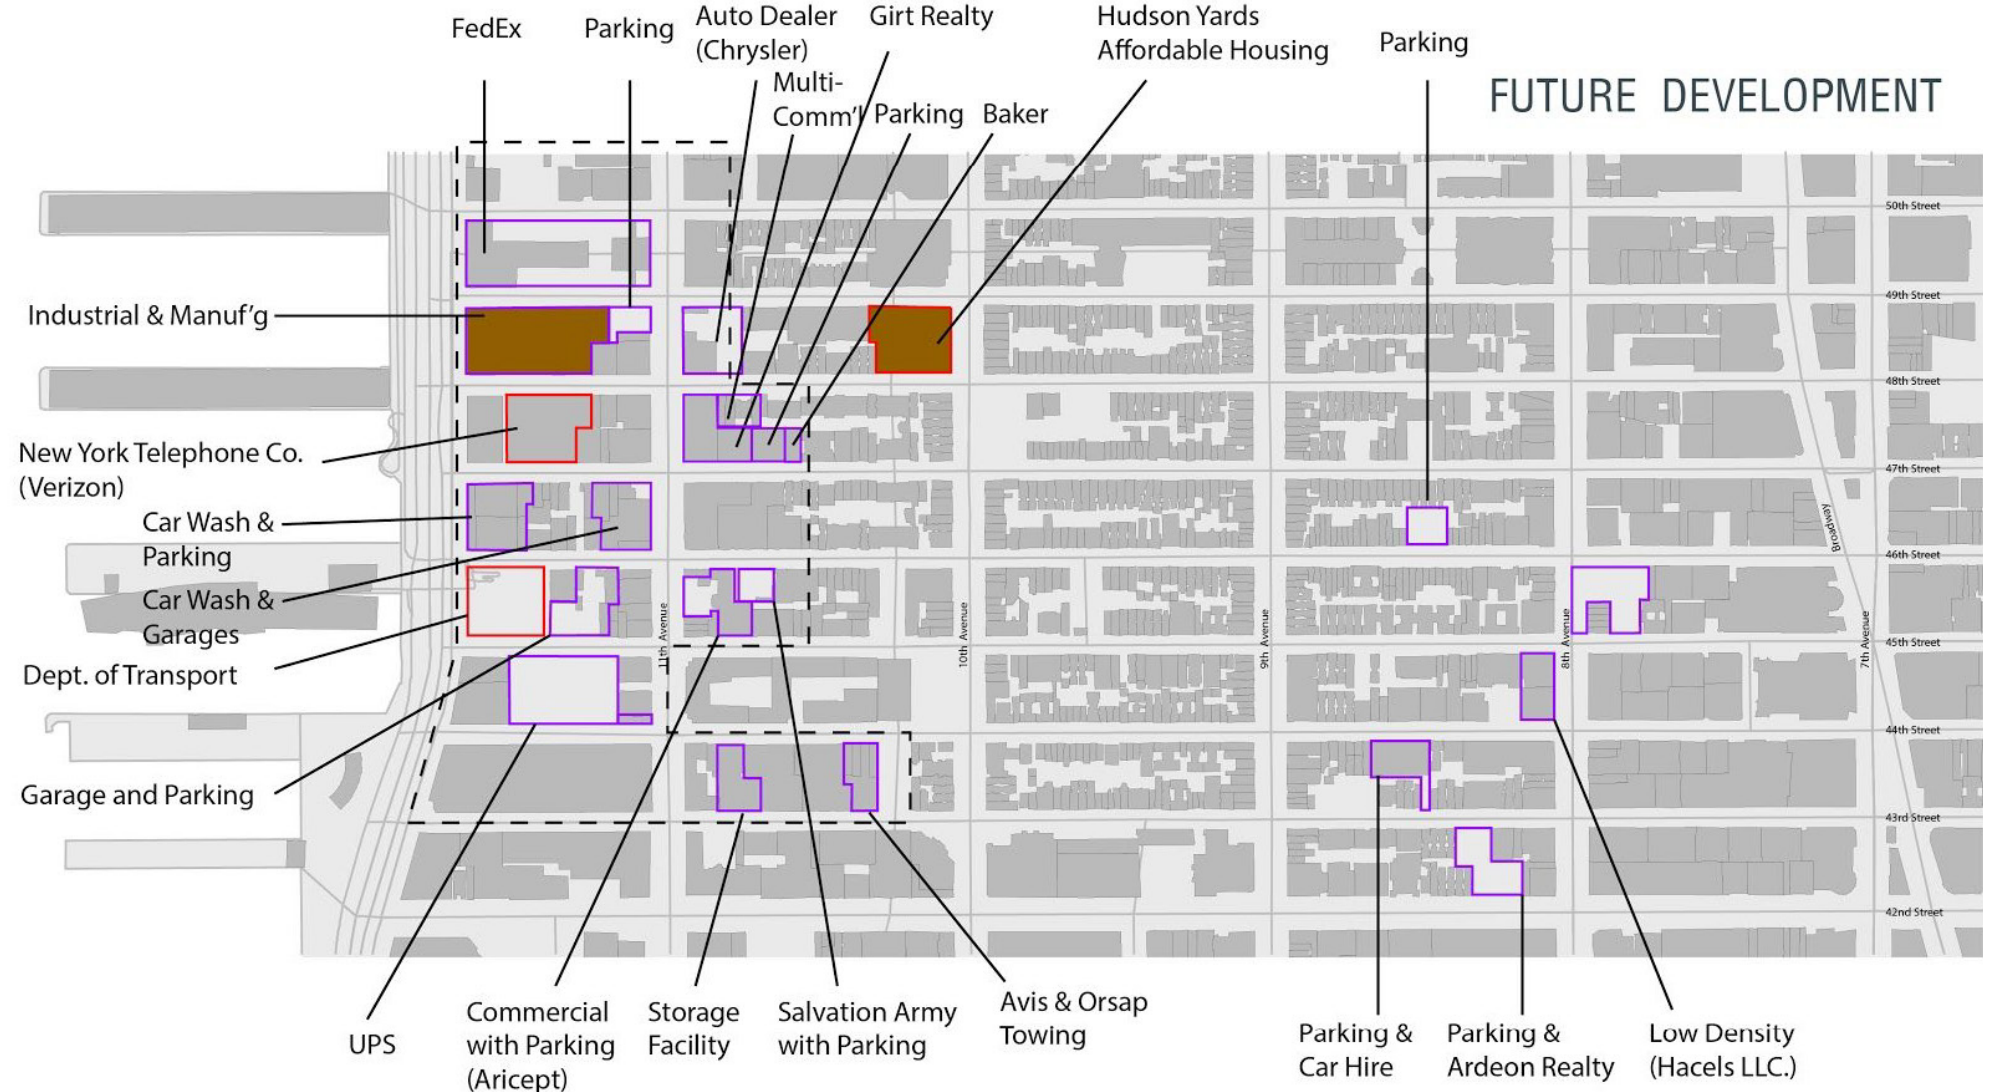 FedEx
Parking
Auto Dealer
(Chrysler)
Girt Realty
Hudson Yards
Affordable Housing
Parking
Multi-
Comm'l
Parking
Baker
FUTURE DEVELOPMENT
50th Street
49th Street
Industrial & Manuf'g
48th Street
New York Telephone Co.
(Verizon)
47th Street
Car Wash &
Parking
Broadway
46th Street
Car Wash &
Garages
11th Avenue
10th Avenue
9th Avenue
8th Avenue
7th Avenue
45th Street
Dept. of Transport
44th Street
Garage and Parking
43rd Street
42nd Street
UPS
Commercial
with Parking
(Aricept)
Storage
Facility
Salvation Army
with Parking
Avis & Orsap
Towing
Parking &
Car Hire
Parking &
Ardeon Realty
Low Density
(Hacels LLC.)